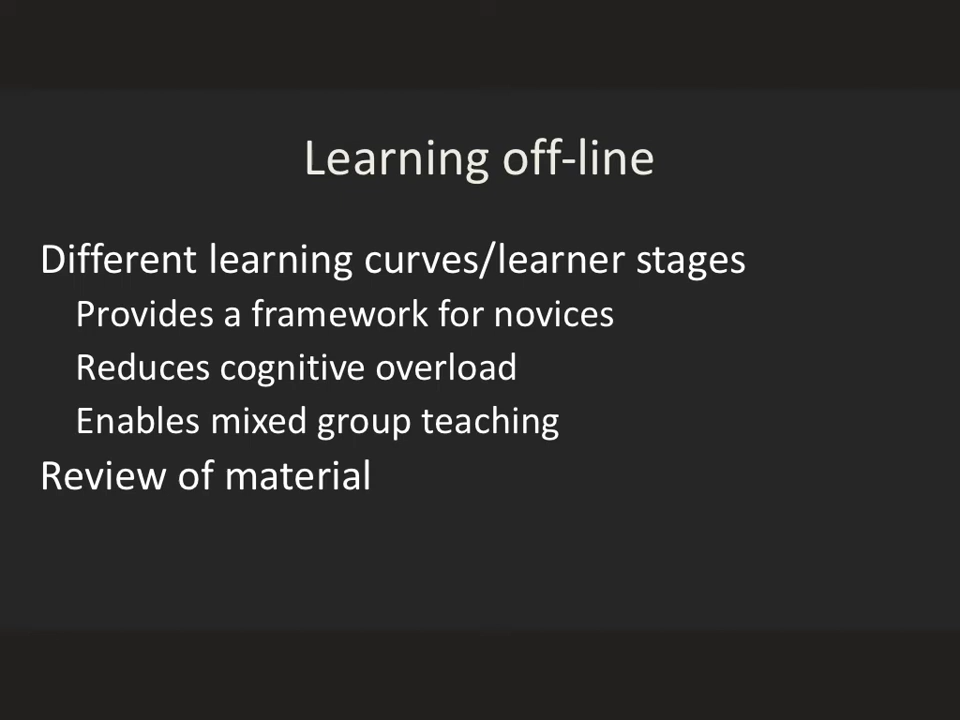 Learning off-line
Different learning curves/learner stages
Provides a framework for novices
Reduces cognitive overload
Enables mixed group teaching
Review of material